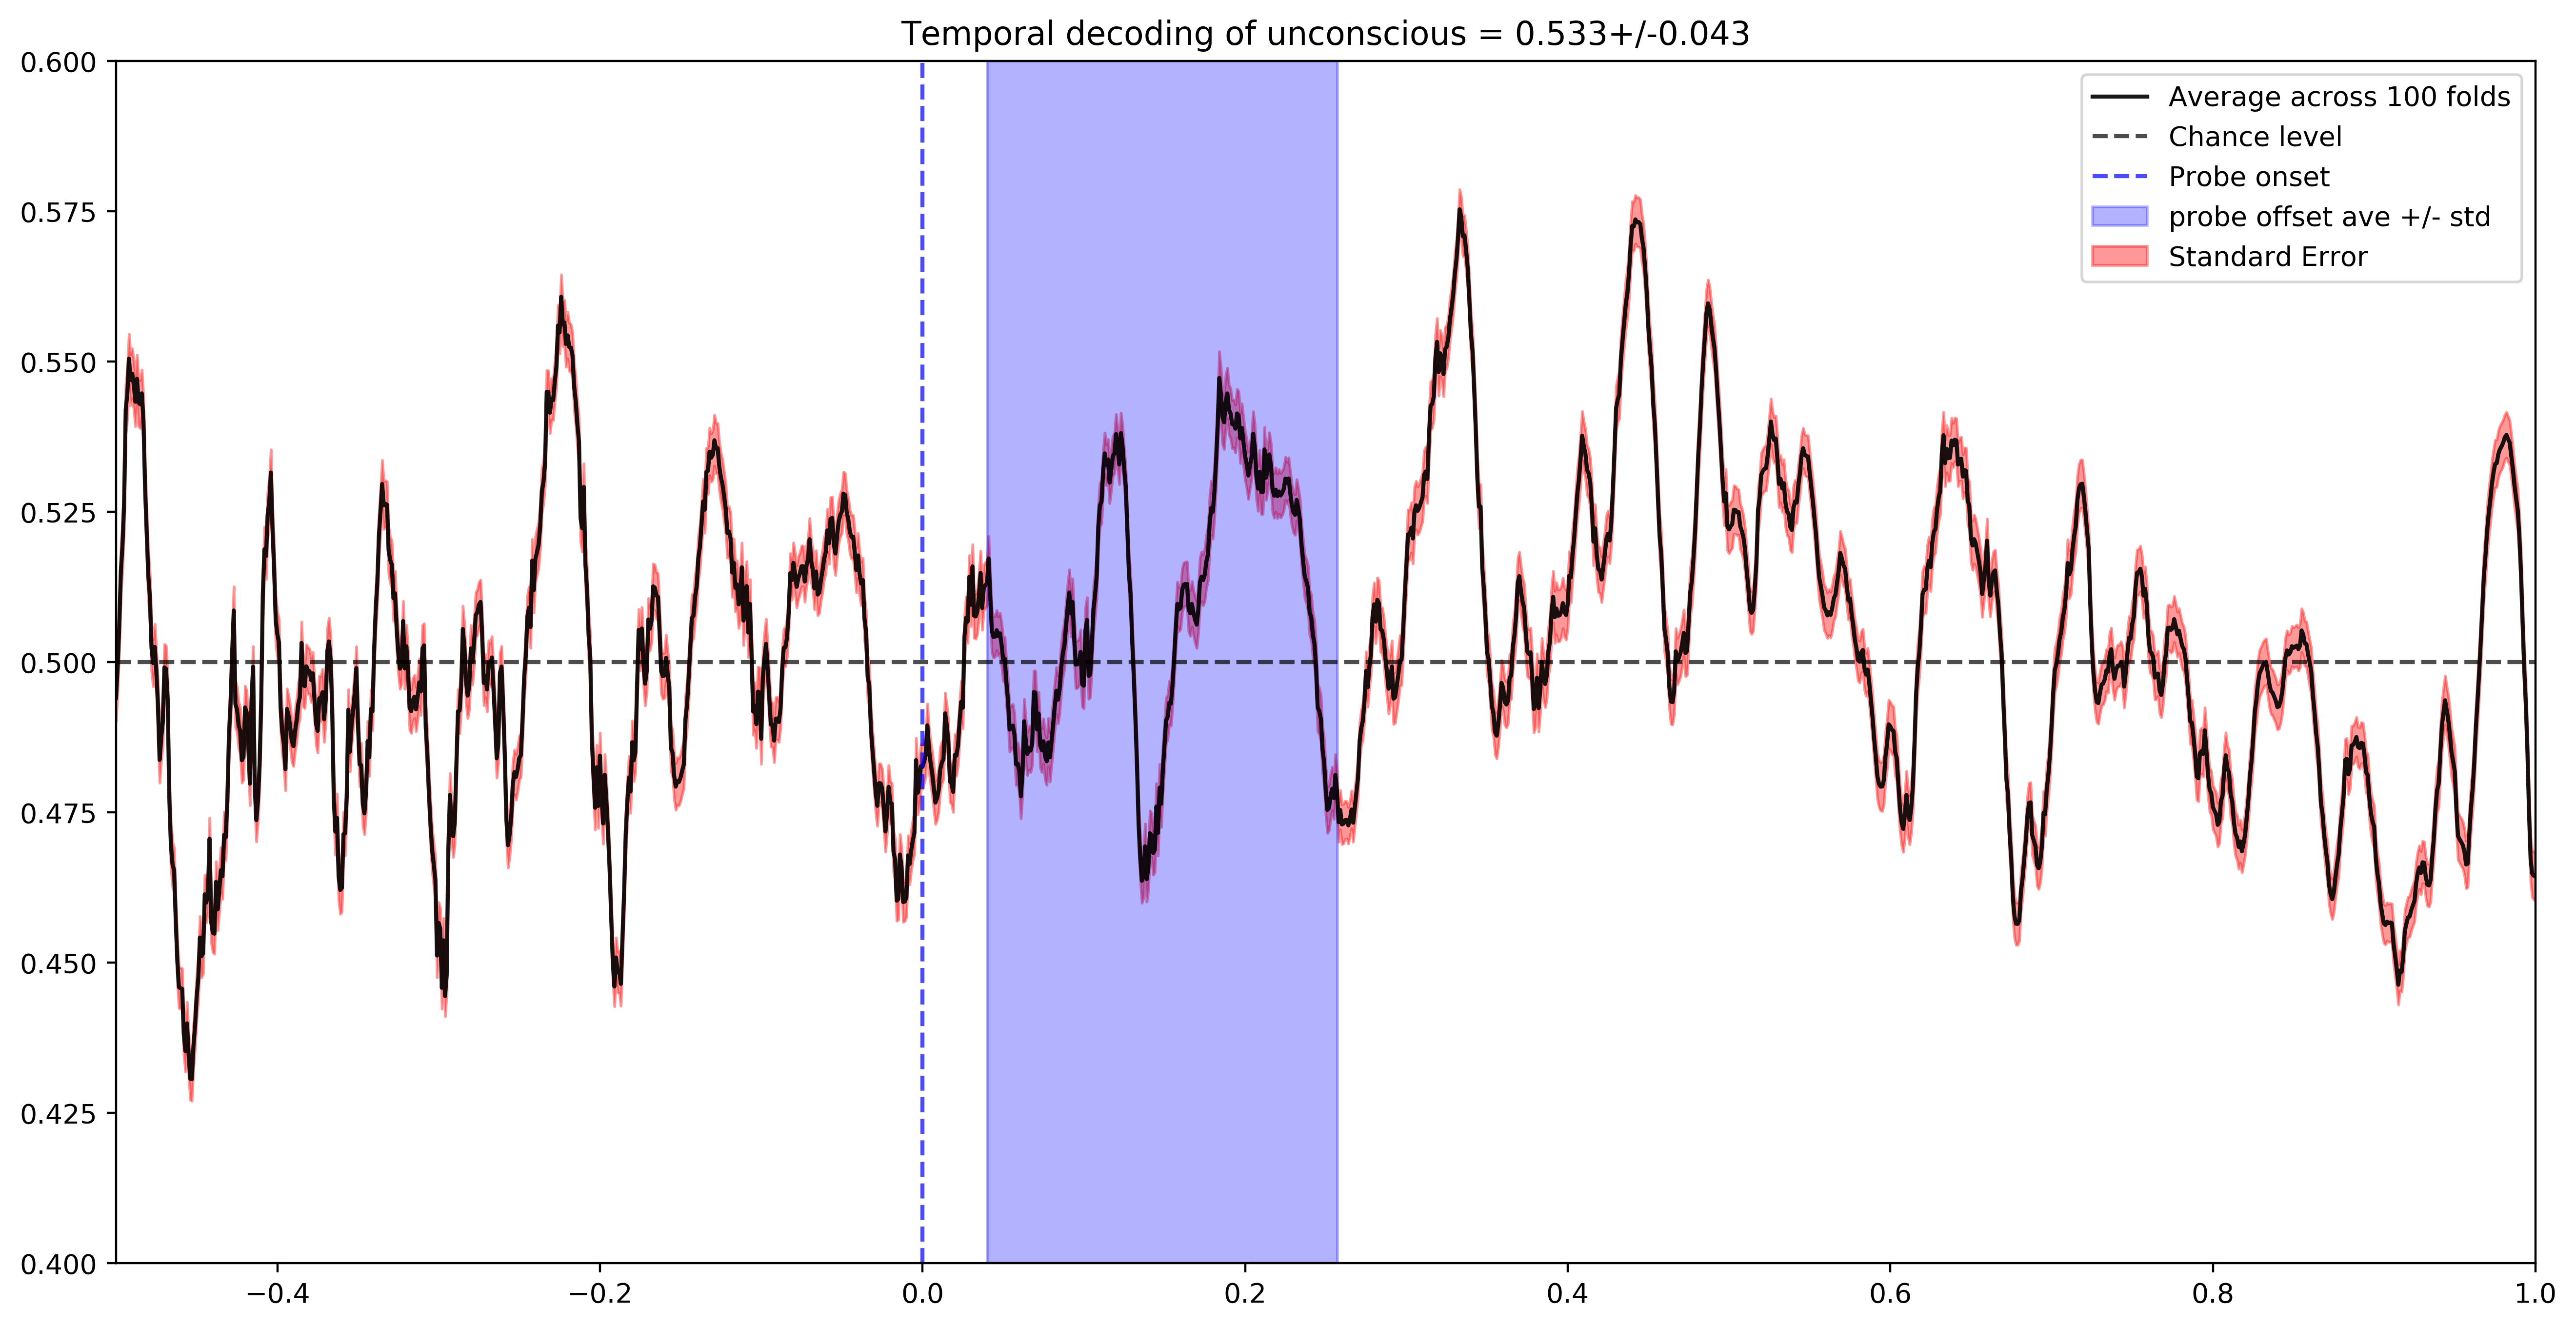 Temporal decoding of unconscious = 0.533+/-0.043
0.600
0.575
0.550
0.525
0.500
0.475
0.450
0.425
0.400
Average across 100 folds
Chance level
Probe onset
probe offset ave +/- std
Standard Error
−0.4
−0.2
0.0
0.2
0.4
0.6
0.8
1.0